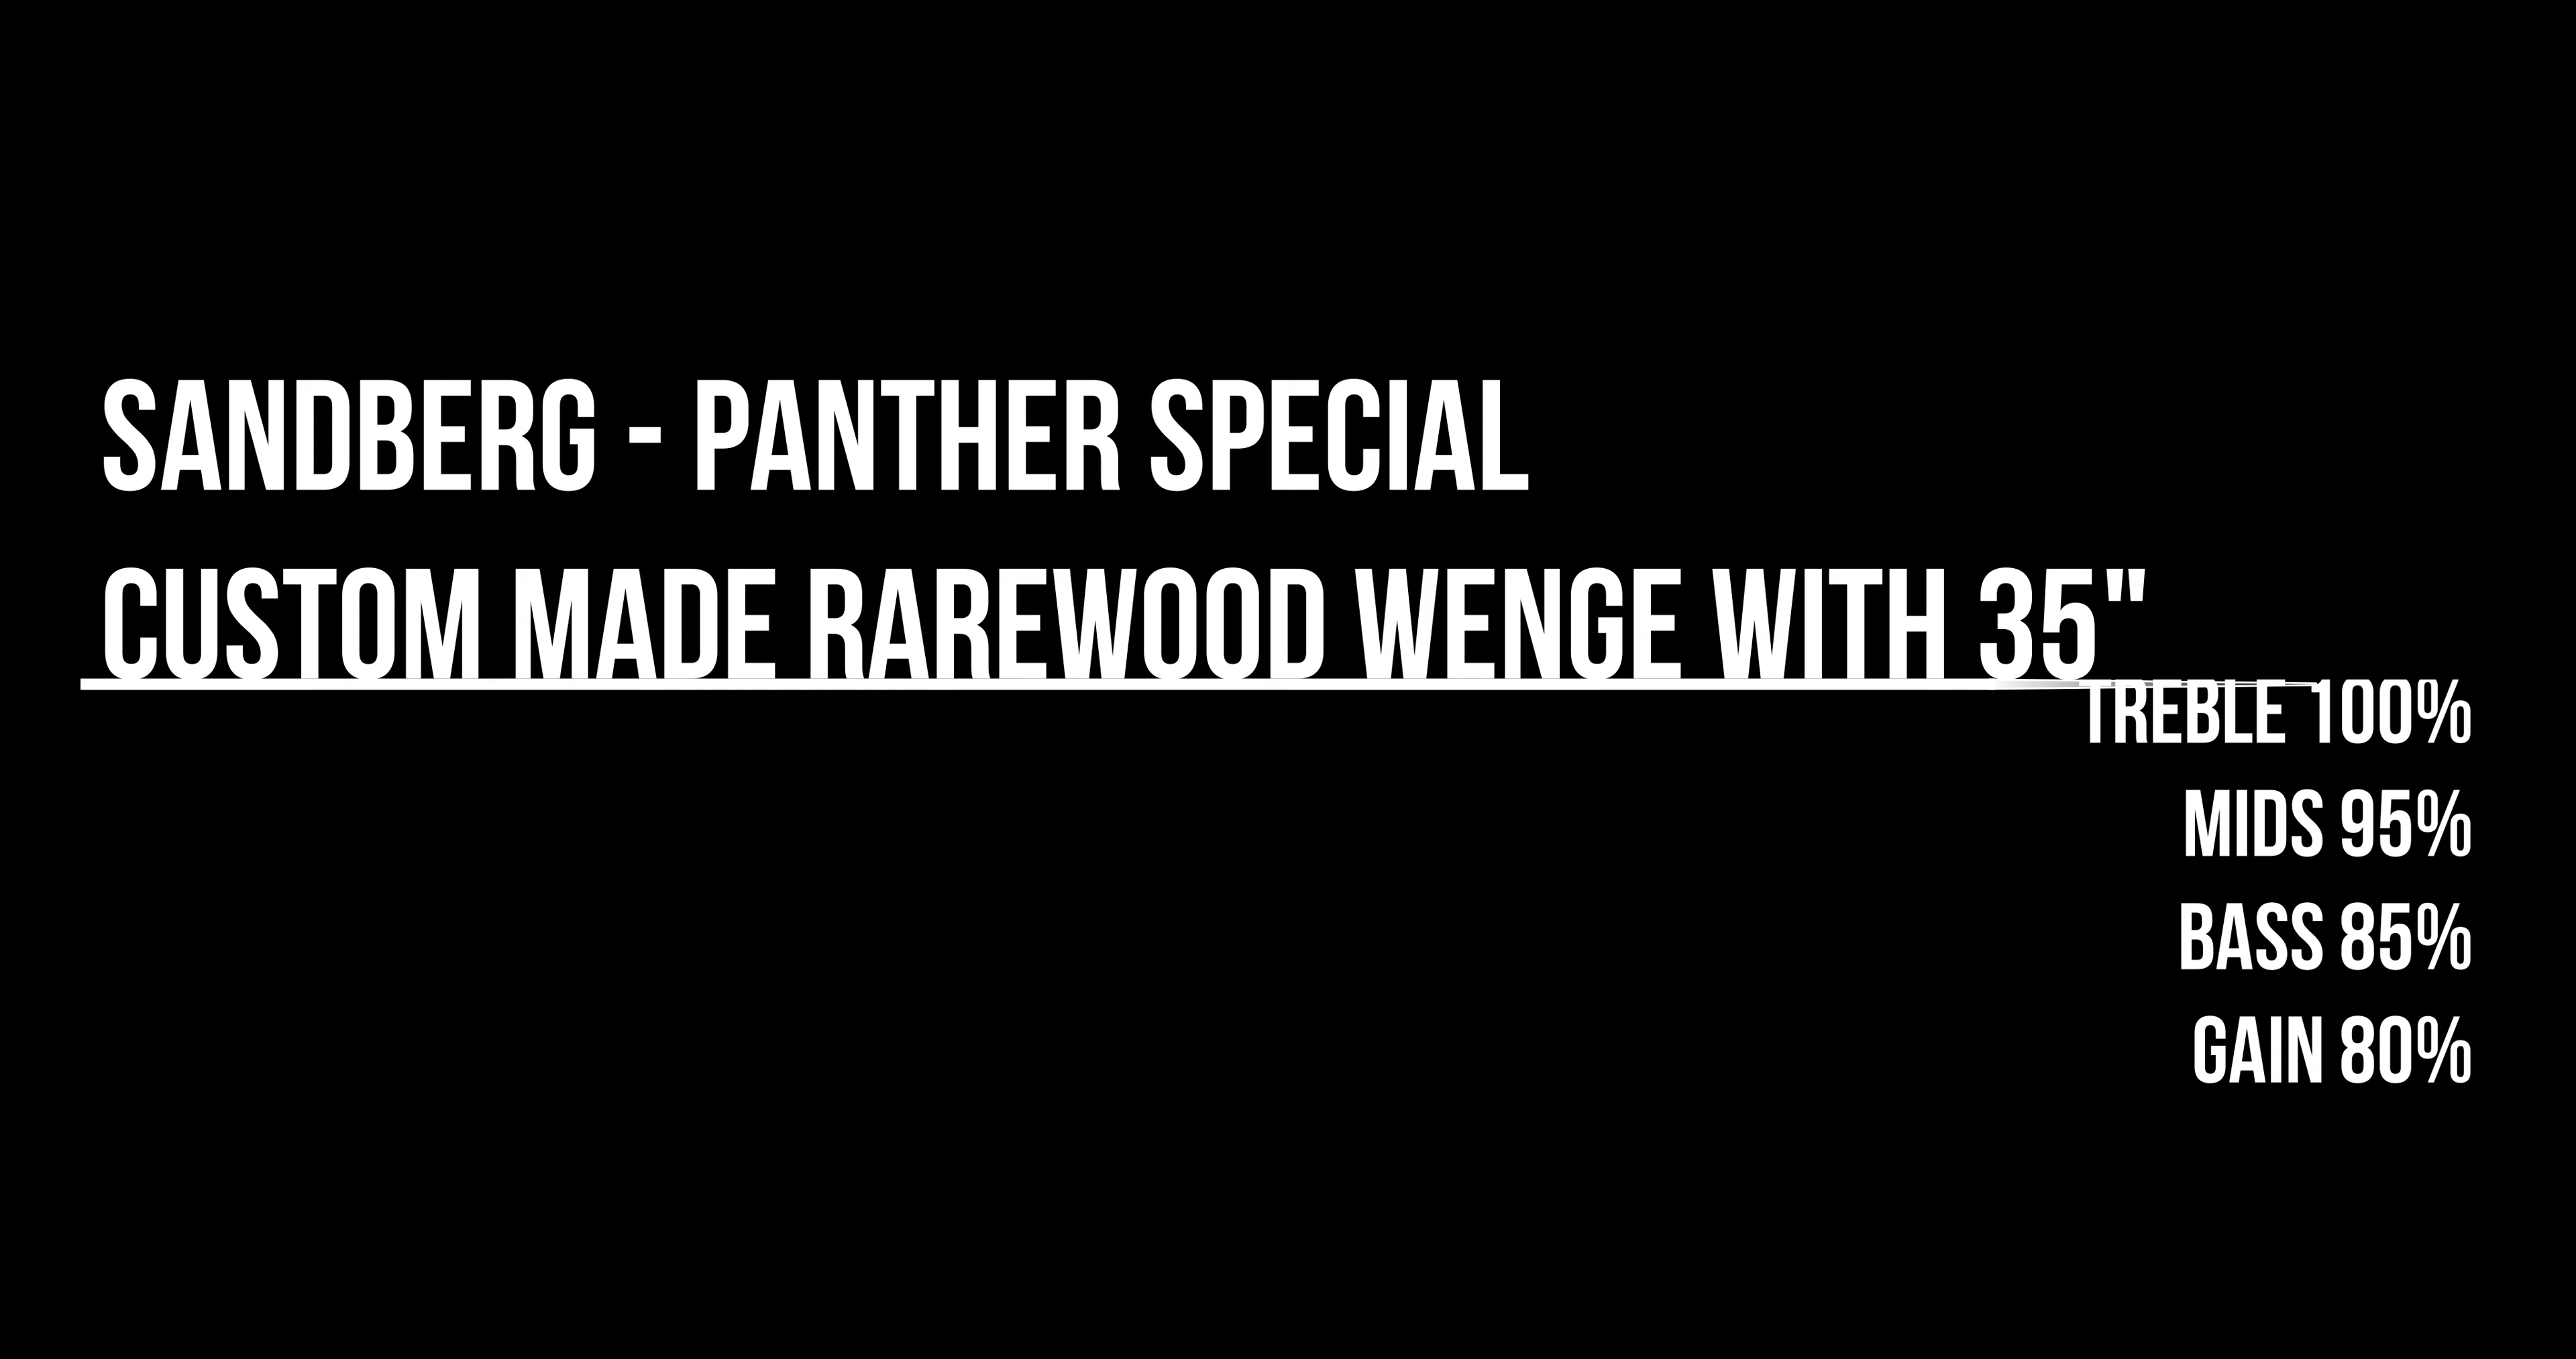 SANDBERG - PANTHER SPECIAL
CUSTOM MADE RAREWOOD WENGE WITH 35"
TREBLE 100%
MIDS 95%
BASS 85%
GAIN 80%